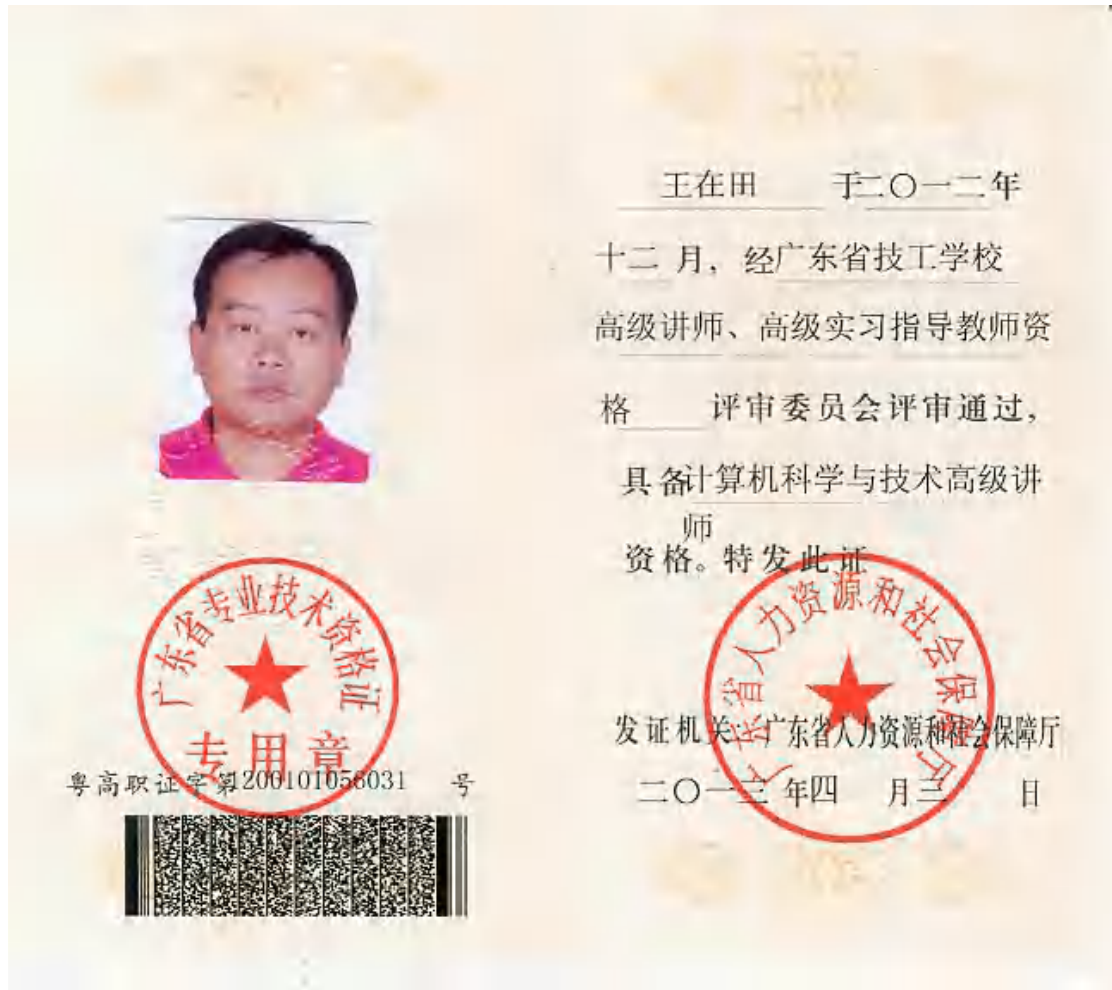 广东省专业技术资格证
专用章
粤高职证字第1200101056031 号
王在田 于二〇一二年
十二 月，经广东省技工学校
高级讲师、高级实习指导教师资
格 评审委员会评审通过，
具备计算机科学与技术高级讲
师
资格。特发此证
广东省人力资源和社会保障厅
发证机关：广东省人力资源和社会保障厅
二〇一三 年四 月三 日